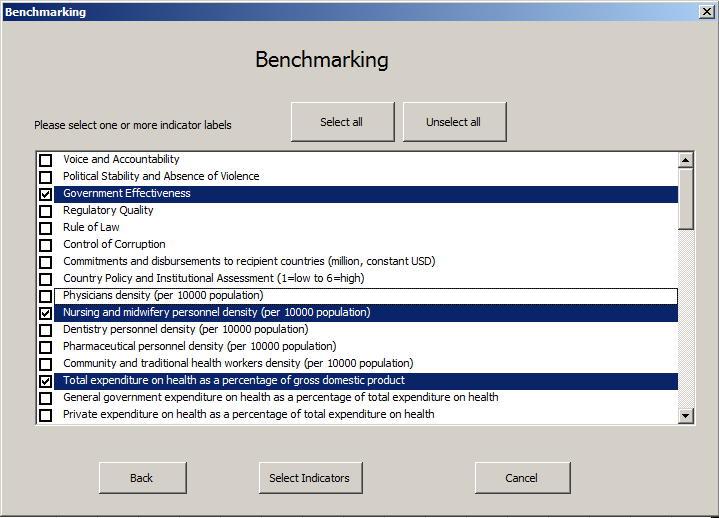 Benchmarking
Benchmarking
Please select one or more indicator labels
Select all
Unselect all
Voice and Accountability
Political Stability and Absence of Violence
Government Effectiveness
Regulatory Quality
Rule of Law
Control of Corruption
Commitments and disbursements to recipient countries (million, constant USD)
Country Policy and Institutional Assessment (1=low to 6=high)
Physicians density (per 10000 population)
Nursing and midwifery personnel density (per 10000 population)
Dentistry personnel density (per 10000 population)
Pharmaceutical personnel density (per 10000 population)
Community and traditional health workers density (per 10000 population)
Total expenditure on health as a percentage of gross domestic product
General government expenditure on health as a percentage of total expenditure on health
Private expenditure on health as a percentage of total expenditure on health
Back
Select Indicators
Cancel